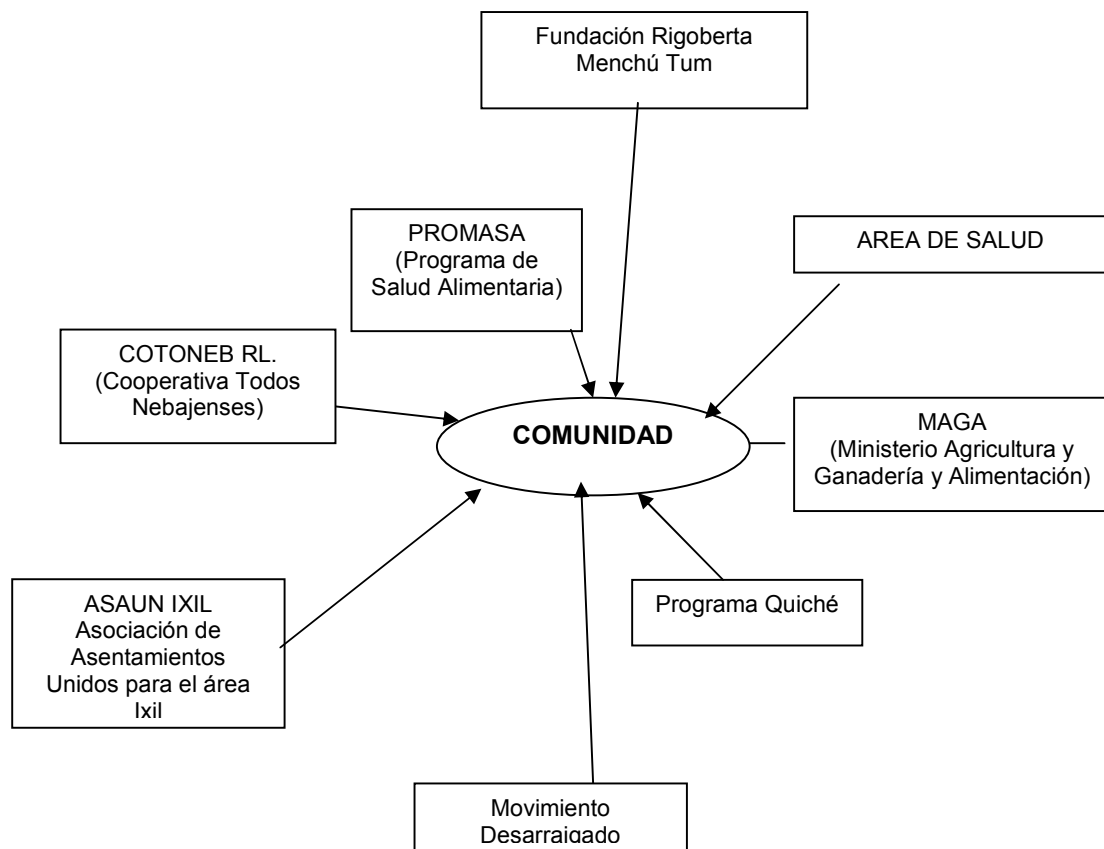 Fundación Rigoberta
Menchú Tum
PROMASA
(Programa de
Salud Alimentaria)
AREA DE SALUD
COTONEB RL.
(Cooperativa Todos
Nebajenses)
COMUNIDAD
MAGA
(Ministerio Agricultura y
Ganadería y Alimentación)
ASAUN IXIL
Asociación de
Asentamientos
Unidos para el área
Ixil
Programa Quiché
Movimiento
Desarraigado